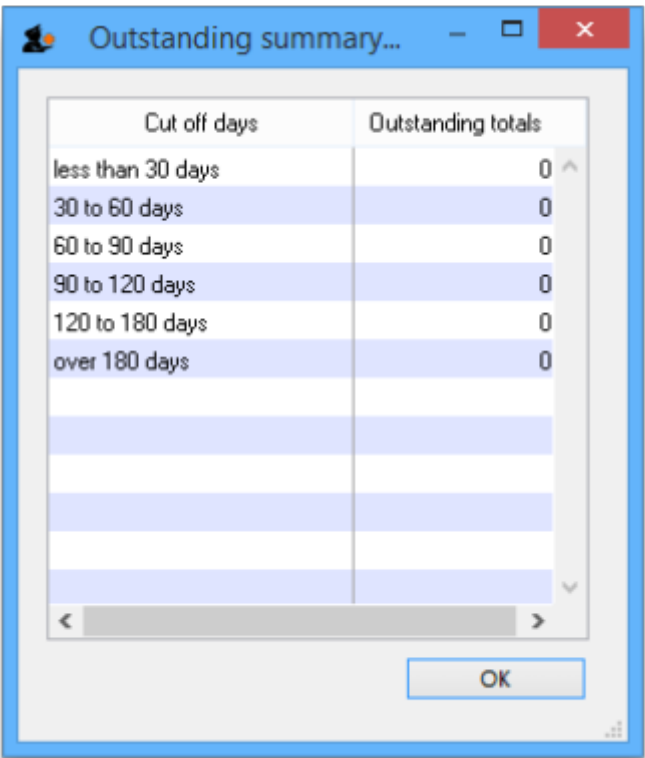 Outstanding summary...
Cut off days Outstanding totals
less than 30 days 0
30 to 60 days 0
60 to 90 days 0
90 to 120 days 0
120 to 180 days 0
over 180 days 0
OK